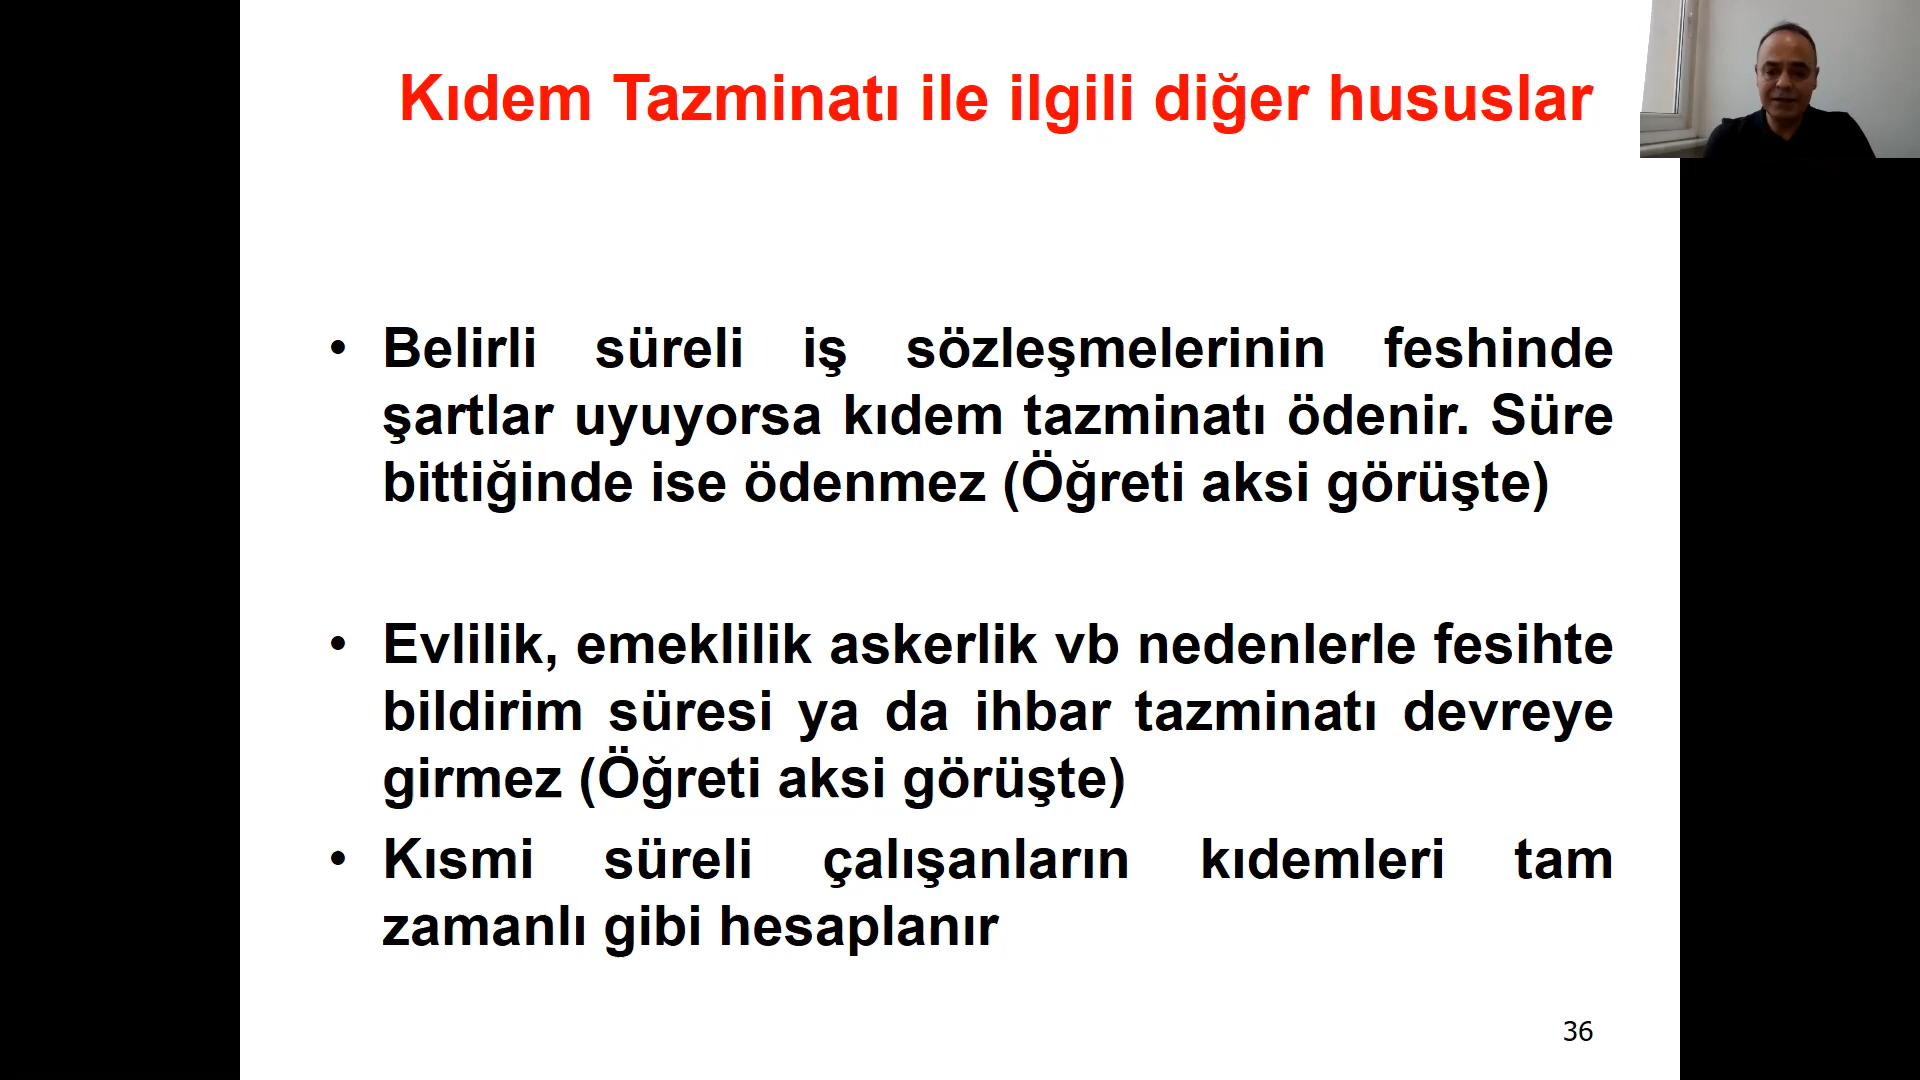 Kıdem Tazminatı ile ilgili diğer hususlar
• Belirli süreli iş sözleşmelerinin feshinde
şartlar uyuyorsa kıdem tazminatı ödenir. Süre
bittiğinde ise ödenmez (Öğreti aksi görüşte)
• Evlilik, emeklilik askerlik vb nedenlerle fesihte
bildirim süresi ya da ihbar tazminatı devreye
girmez (Öğreti aksi görüşte)
• Kısmi süreli çalışanların kıdemleri tam
zamanlı gibi hesaplanır
36